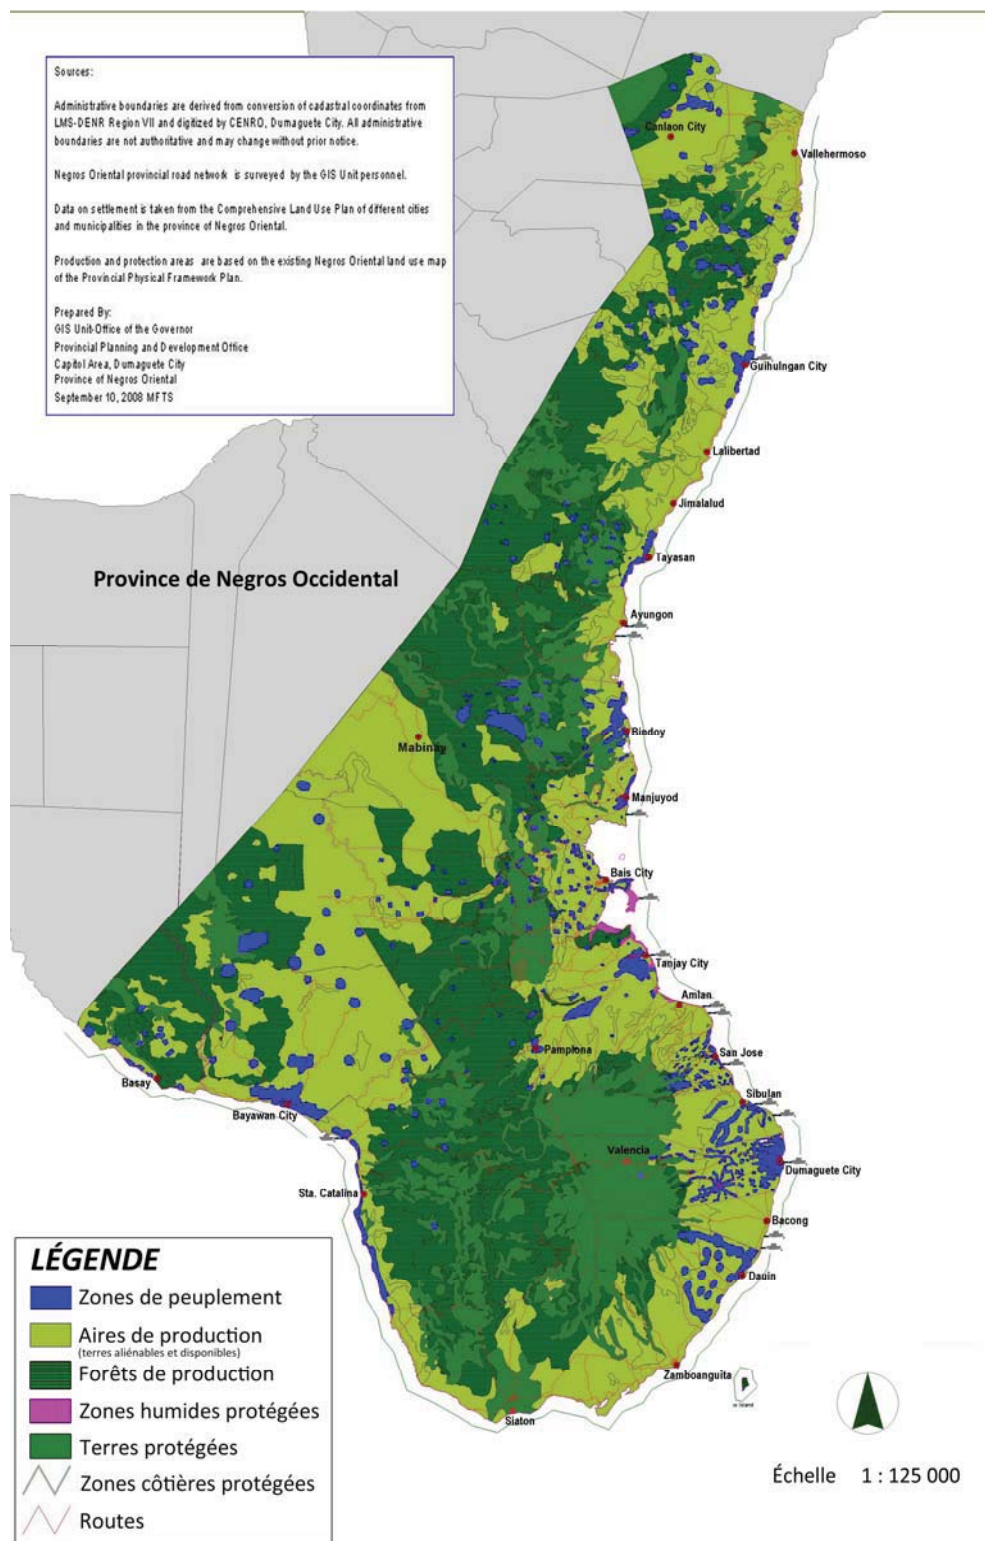 Sources:
Administrative boundaries are derived from conversion of cadastral coordinates from
LMS-DENR Region VII and digitized by CENRO, Dumaguete City. All administrative
boundaries are not authoritative and may change without prior notice.
Negros Oriental provincial road network is surveyed by the GIS Unit personnel.
Data on settlement is taken from the Comprehensive Land Use Plan of different cities
and municipalities in the province of Negros Oriental.
Production and protection areas are based on the existing Negros Oriental land use map
of the Provincial Physical Framework Plan.
Prepared By:
GIS Unit-Office of the Governor
Provincial Planning and Development Office
Capitol Area, Dumaguete City
Province of Negros Oriental
September 10, 2008 MFTS
Canlaon City
Vallehermoso
Guihulngan City
Lalibertad
Jimalalud
Tayasan
Province de Negros Occidental
Ayungon
Bindoy
Mabinay
Manjuyod
Bais City
Tanjay City
Amlan
Pamplona
San Jose
Basay
Sibulan
Bayawan City
Valencia
Dumaguete City
Sta. Catalina
Bacong
Dauin
Zamboanguita
Siaton
Island
LÉGENDE
Zones de peuplement
Aires de production
(terres aliénables et disponibles)
Forêts de production
Zones humides protégées
Terres protégées
Zones côtières protégées
Routes
Échelle 1 : 125 000